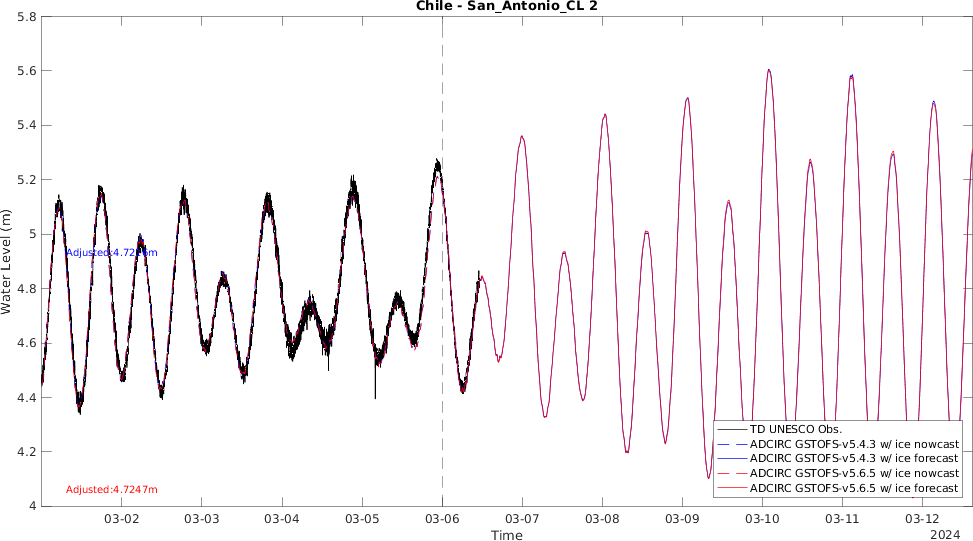 Chile - San_Antonio_CL 2
5.8
5.6
5.4
5.2
5
4.8
4.6
4.4
4.2
4
Water Level (m)
Adjusted:4.7247m
TD UNESCO Obs.
ADCIRC GSTOFS-v5.4.3 w/ ice nowcast
ADCIRC GSTOFS-v5.4.3 w/ ice forecast
ADCIRC GSTOFS-v5.6.5 w/ ice nowcast
ADCIRC GSTOFS-v5.6.5 w/ ice forecast
03-02
03-03
03-04
03-05
03-06
03-07
03-08
03-09
03-10
03-11
03-12
Time
2024